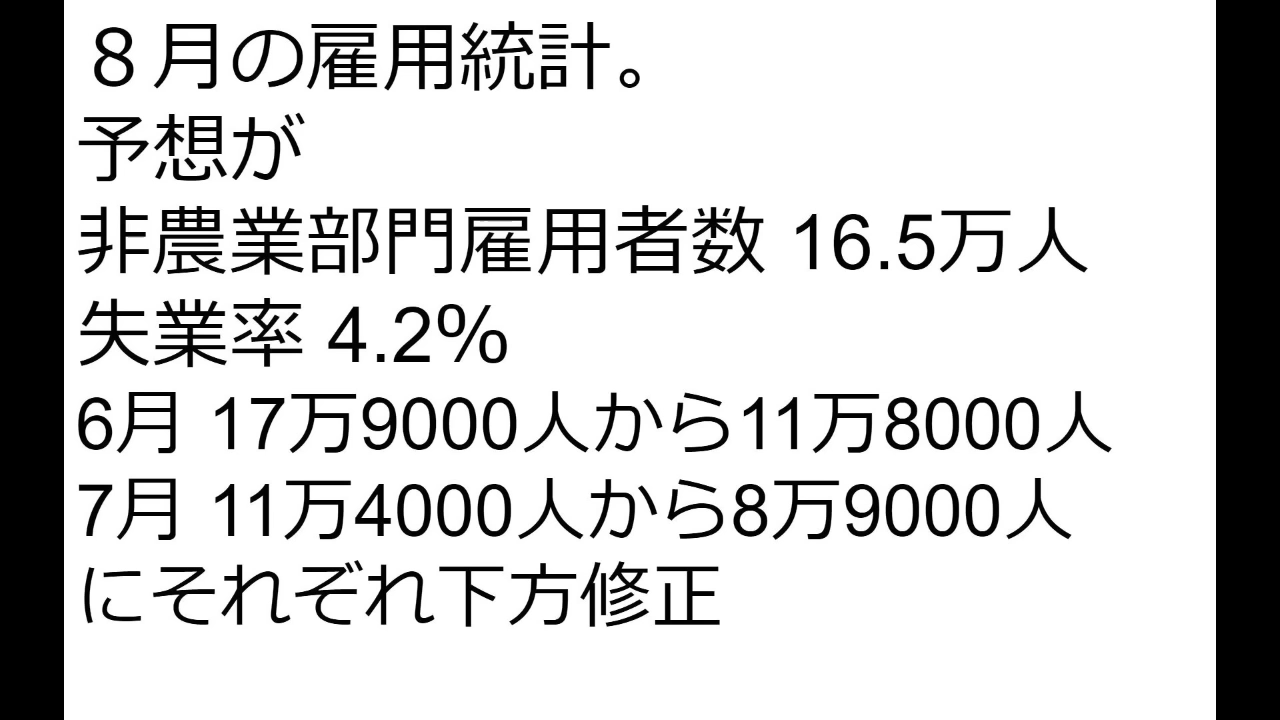 ８月の雇用統計。
予想が
非農業部門雇用者数 16.5万人
失業率 4.2%
6月 17万9000人から11万8000人
7月 11万4000人から8万9000人
にそれぞれ下方修正